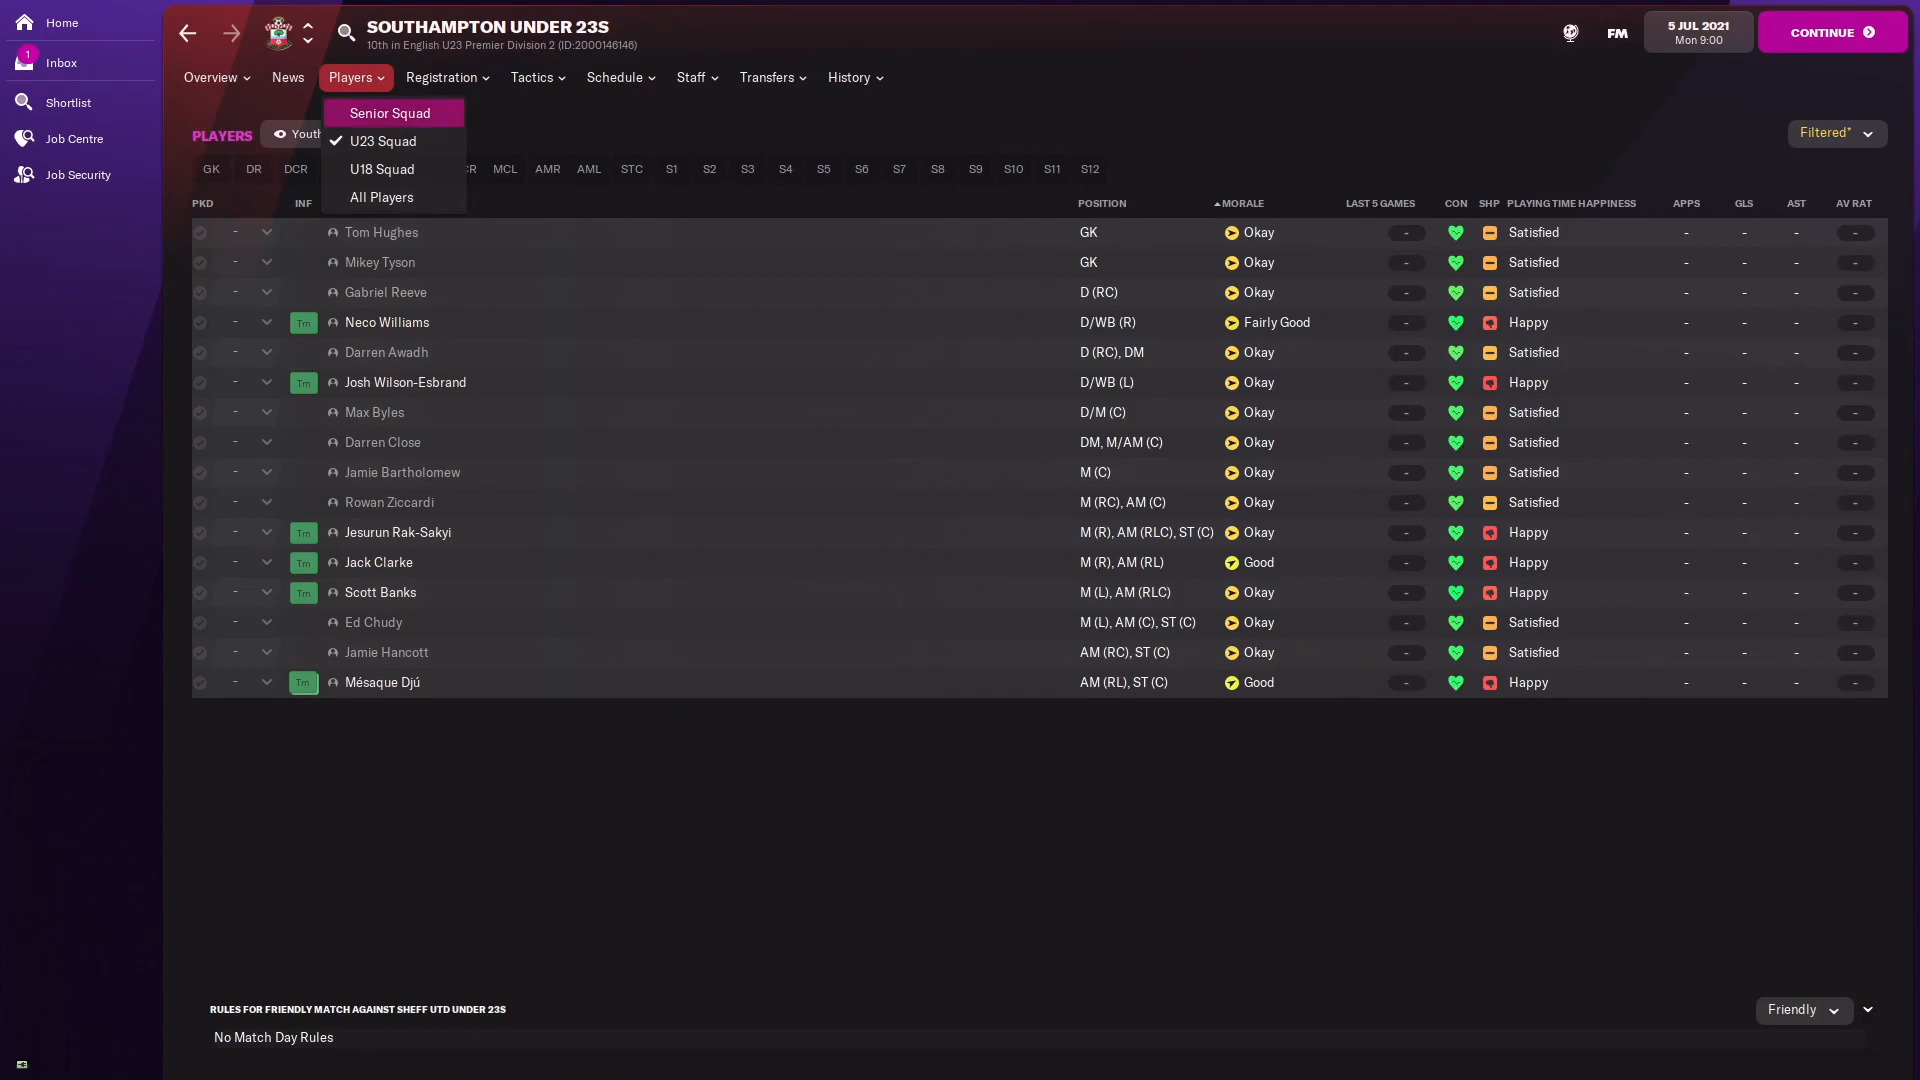 Home
1
Inbox
Shortlist
Job Centre
Job Security
SOUTHAMPTON UNDER 23S
10th in English U23 Premier Division 2 (ID:2000146146)
FM
5 JUL 2021
Mon 9:00
CONTINUE
Overview News Players Registration Tactics Schedule Staff Transfers History
Senior Squad
U23 Squad
U18 Squad
All Players
PLAYERS Youth
Filtered*
GK DR DCR CR MCL AMR AML STC S1 S2 S3 S4 S5 S6 S7 S8 S9 S10 S11 S12
PKD INF POSITION MORALE LAST 5 GAMES CON SHP PLAYING TIME HAPPINESS APPS GLS AST AV RAT
- Tom Hughes GK Okay - Satisfied - - - -
- Mikey Tyson GK Okay - Satisfied - - - -
- Gabriel Reeve D (RC) Okay - Satisfied - - - -
- Trn Neco Williams D/WB (R) Fairly Good - Happy - - - -
- Darren Awadh D (RC), DM Okay - Satisfied - - - -
- Trn Josh Wilson-Esbrand D/WB (L) Okay - Happy - - - -
- Max Byles D/M (C) Okay - Satisfied - - - -
- Darren Close DM, M/AM (C) Okay - Satisfied - - - -
- Jamie Bartholomew M (C) Okay - Satisfied - - - -
- Rowan Ziccardi M (RC), AM (C) Okay - Satisfied - - - -
- Trn Jesurun Rak-Sakyi M (R), AM (RLC), ST (C) Okay - Happy - - - -
- Trn Jack Clarke M (R), AM (RL) Good - Happy - - - -
- Trn Scott Banks M (L), AM (RLC) Okay - Happy - - - -
- Ed Chudy M (L), AM (C), ST (C) Okay - Satisfied - - - -
- Jamie Hancott AM (RC), ST (C) Okay - Satisfied - - - -
- Trn Mésaque Djú AM (RL), ST (C) Good - Happy - - - -
RULES FOR FRIENDLY MATCH AGAINST SHEFF UTD UNDER 23S
Friendly
No Match Day Rules